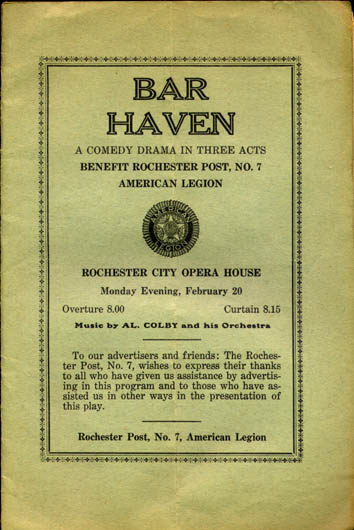 BAR
HAVEN
A COMEDY DRAMA IN THREE ACTS
BENEFIT ROCHESTER POST, NO. 7
AMERICAN LEGION
AMERICAN
LEGION
ROCHESTER CITY OPERA HOUSE
Monday Evening, February 20
Overture 8.00 Curtain 8.15
Music by AL. COLBY and his Orchestra
To our advertisers and friends: The Roches-
ter Post, No. 7, wishes to express their thanks
to all who have given us assistance by advertis-
ing in this program and to those who have as-
sisted us in other ways in the presentation of
this play.
Rochester Post, No. 7, American Legion